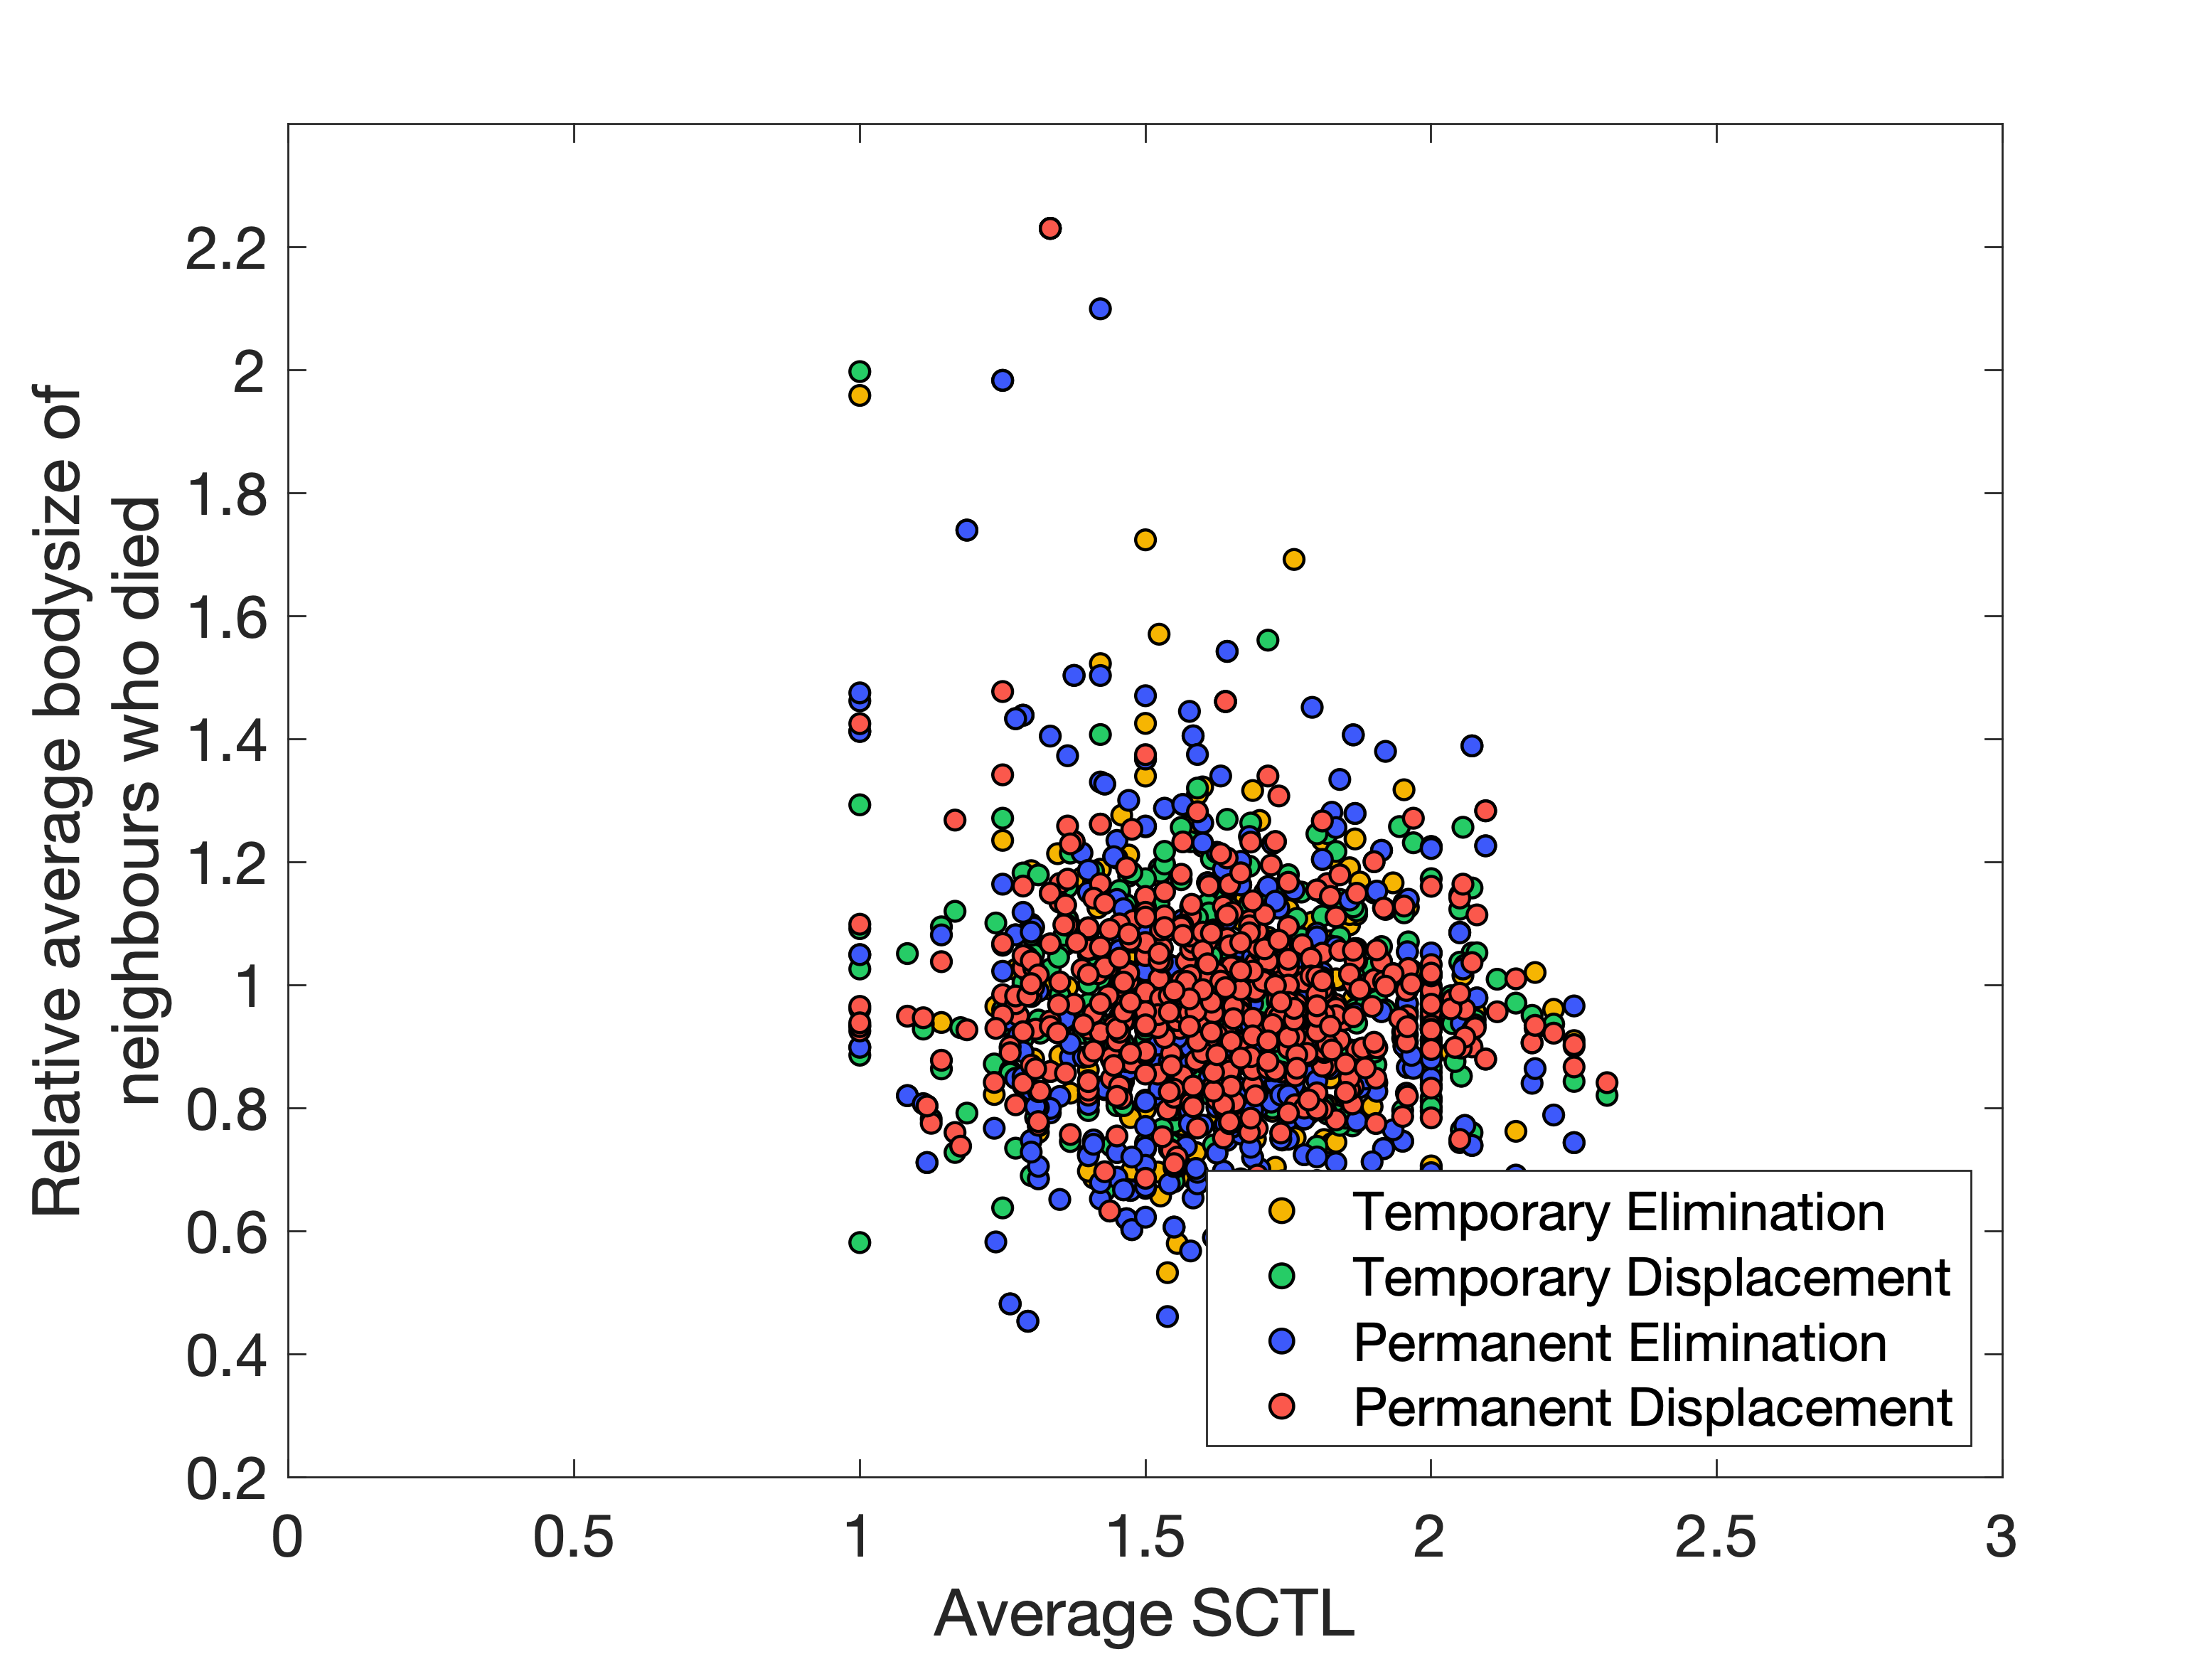 Relative average bodysize of
neighbours who died
2.2
2
1.8
1.6
1.4
1.2
1
0.8
0.6
0.4
0.2
0 0.5 1 1.5 2 2.5 3
Average SCTL
Temporary Elimination
Temporary Displacement
Permanent Elimination
Permanent Displacement